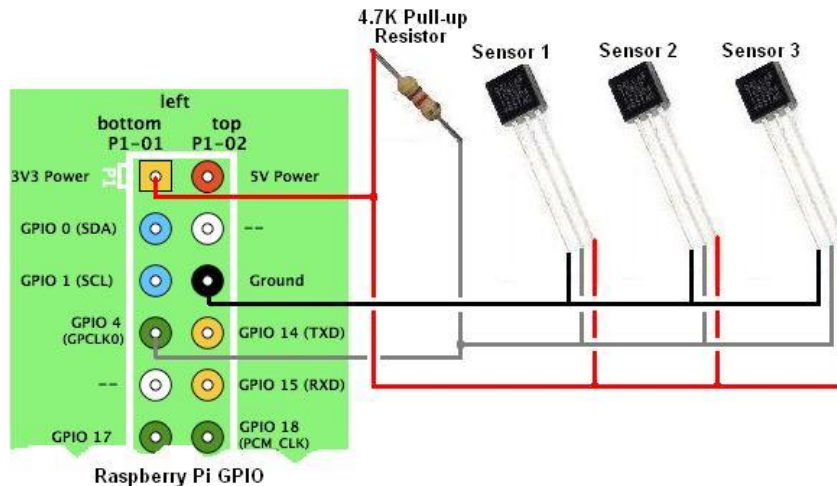 4.7K Pull-up
Resistor
Sensor 1
Sensor 2
Sensor 3
left
bottom
top
P1-01
P1-02
3V3 Power
P1
5V Power
GPIO 0 (SDA)
--
GPIO 1 (SCL)
Ground
GPIO 4
(GPCLK0)
GPIO 14 (TXD)
--
GPIO 15 (RXD)
GPIO 17
GPIO 18
(PCM_CLK)
Raspberry Pi GPIO